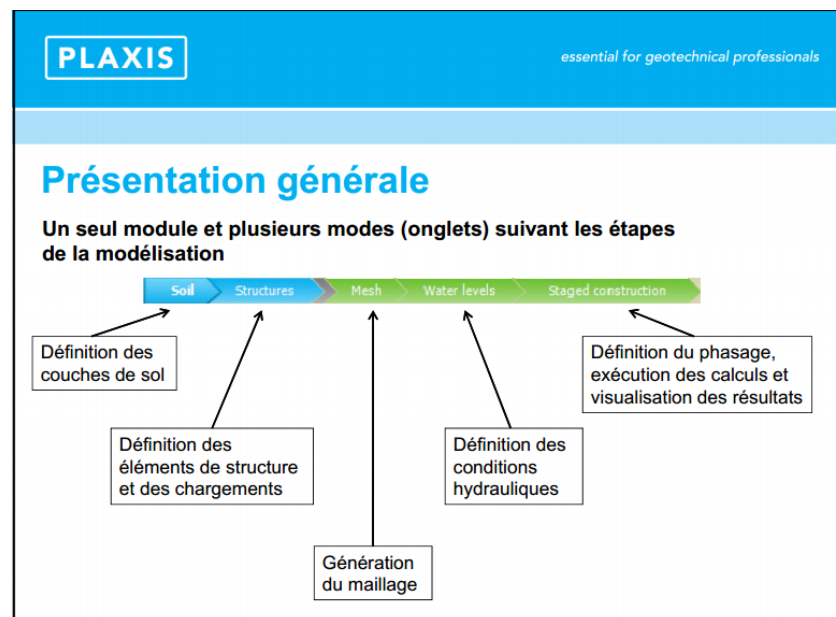 PLAXIS
essential for geotechnical professionals
Présentation générale
Un seul module et plusieurs modes (onglets) suivant les étapes
de la modélisation
Soil
Structures
Mesh
Water levels
Staged construction
Définition des
couches de sol
Définition du phasage,
exécution des calculs et
visualisation des résultats
Définition des
éléments de structure
et des chargements
Définition des
conditions
hydrauliques
Génération
du maillage